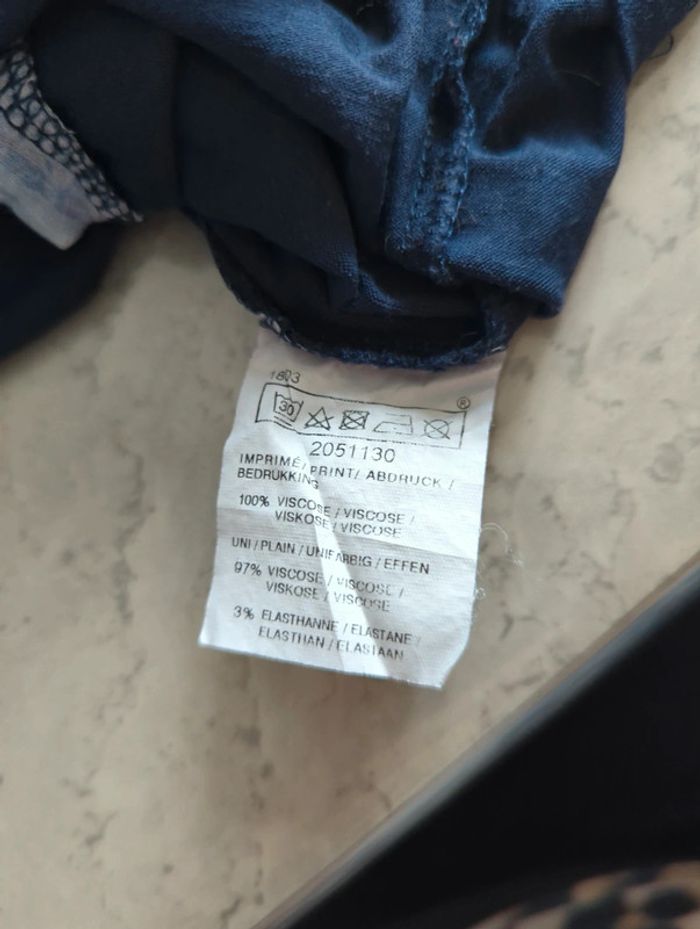 1803
30
®
2051130
IMPRIMÉ/PRINT/ ABDRUCK /
BEDRUKKING
100% VISCOSE / VISCOSE /
VISKOSE / VISCOSE
UNI / PLAIN / UNIFARBIG / EFFEN
97% VISCOSE / VISCOSE /
VISKOSE / VISCOSE
3% ELASTHANNE / ELASTANE /
ELASTHAN / ELASTAAN